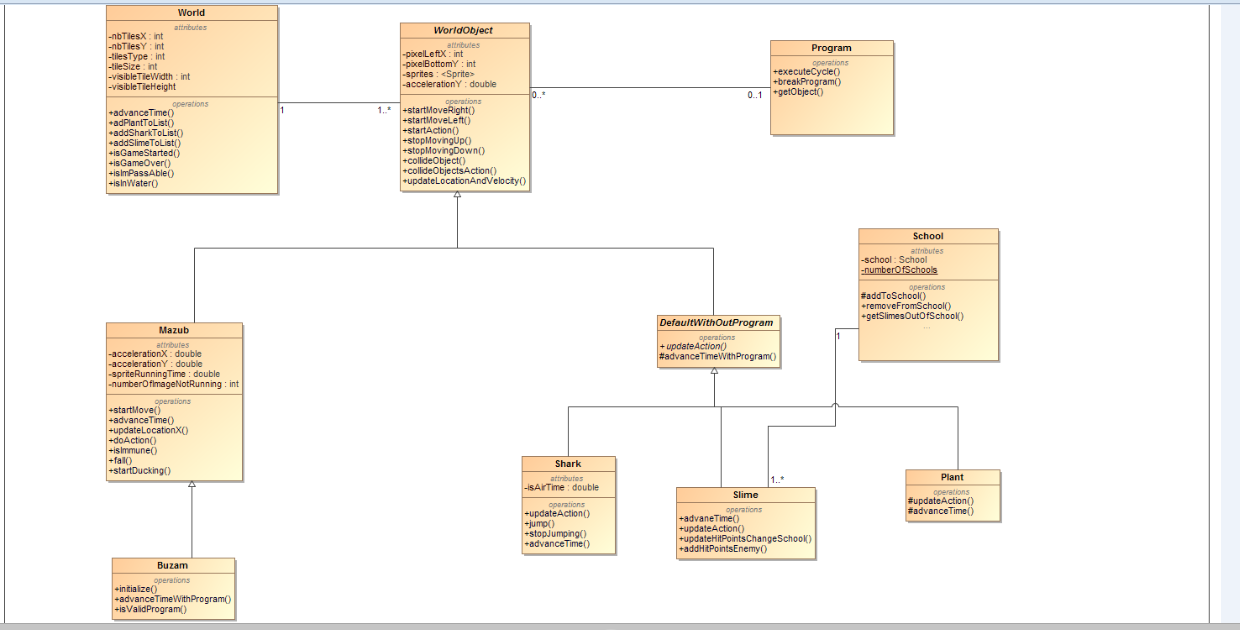 World
attributes
-nbTilesX : int
-nbTilesY : int
-tilesType : int
-tileSize : int
-visibleTileWidth : int
-visibleTileHeight
operations
+advanceTime()
+adPlantToList()
+addSharkToList()
+addSlimeToList()
+isGameStarted()
+isGameOver()
+isImPassAble()
+isInWater()
1
1..*
WorldObject
attributes
-pixelLeftX : int
-pixelBottomY : int
-sprites : <Sprite>
-accelerationY : double
operations
+startMoveRight()
+startMoveLeft()
+startAction()
+stopMovingUp()
+stopMovingDown()
+collideObject()
+collideObjectsAction()
+updateLocationAndVelocity()
0..*
0..1
Program
operations
+executeCycle()
+breakProgram()
+getObject()
School
attributes
-school : School
-numberOfSchools
operations
#addToSchool()
+removeFromSchool()
+getSlimesOutOfSchool()
...
1
1..*
DefaultWithOutProgram
operations
+ updateAction()
#advanceTimeWithProgram()
Mazub
attributes
-accelerationX : double
-accelerationY : double
-spriteRunningTime : double
-numberOfImageNotRunning : int
operations
+startMove()
+advanceTime()
+updateLocationX()
+doAction()
+isImmune()
+fall()
+startDucking()
Shark
attributes
-isAirTime : double
operations
+updateAction()
+jump()
+stopJumping()
+advanceTime()
Slime
operations
+advaneTime()
+updateAction()
+updateHitPointsChangeSchool()
+addHitPointsEnemy()
Plant
operations
#updateAction()
#advanceTime()
Buzam
operations
+initialize()
+advanceTimeWithProgram()
+isValidProgram()